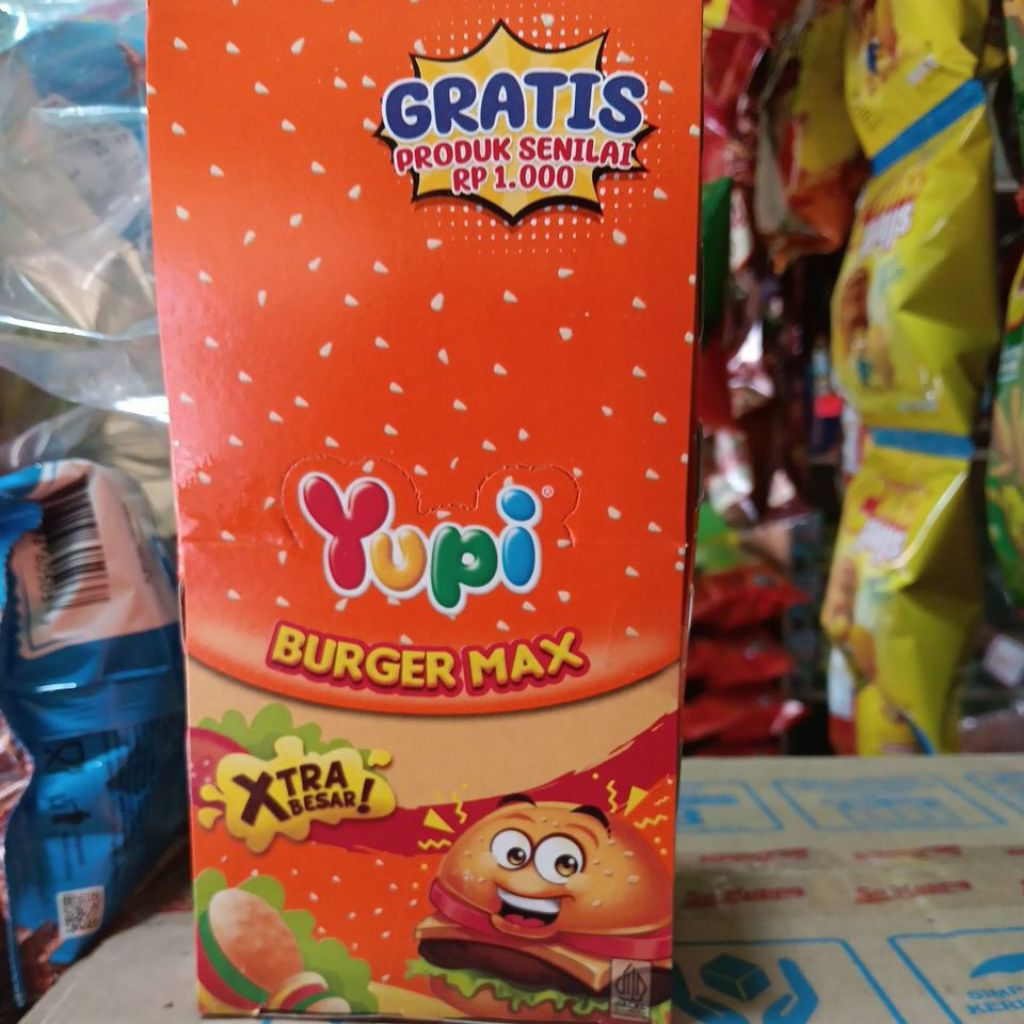 GRATIS
PRODUK SENILAI
RP 1.000
Yupi®
BURGER MAX
XTRA
BESAR!